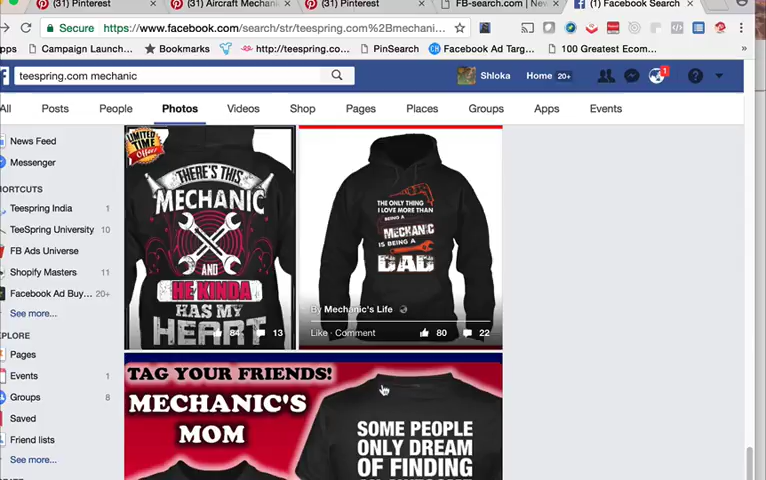 (31) Pinterest
(31) Aircraft Mechani
(31) Pinterest
FB-search.com | New
(1) Facebook Search
Secure https://www.facebook.com/search/str/teespring.com%2Bmechani...
pps Campaign Launch... Bookmarks http://teespring.co... PinSearch Facebook Ad Targ... 100 Greatest Ecom...
teespring.com mechanic
Shloka Home 20+ 1
All Posts People Photos Videos Shop Pages Places Groups Apps Events
News Feed
Messenger
SHORTCUTS
Teespring India 1
TeeSpring University 10
FB Ads Universe
Shopify Masters 11
Facebook Ad Buy... 20+
See more...
EXPLORE
Pages
Events 1
Groups 8
Saved
Friend lists
See more...
CREATE
LIMITED
TIME
Offer!
THERE'S THIS
MECHANIC
AND
HE KINDA
HAS MY
HEART
84 13
THE ONLY THING
I LOVE MORE THAN
BEING A
MECHANIC
IS BEING A
DAD
By Mechanic's Life
Like · Comment 80 22
TAG YOUR FRIENDS!
MECHANIC'S
MOM
SOME PEOPLE
ONLY DREAM
OF FINDING